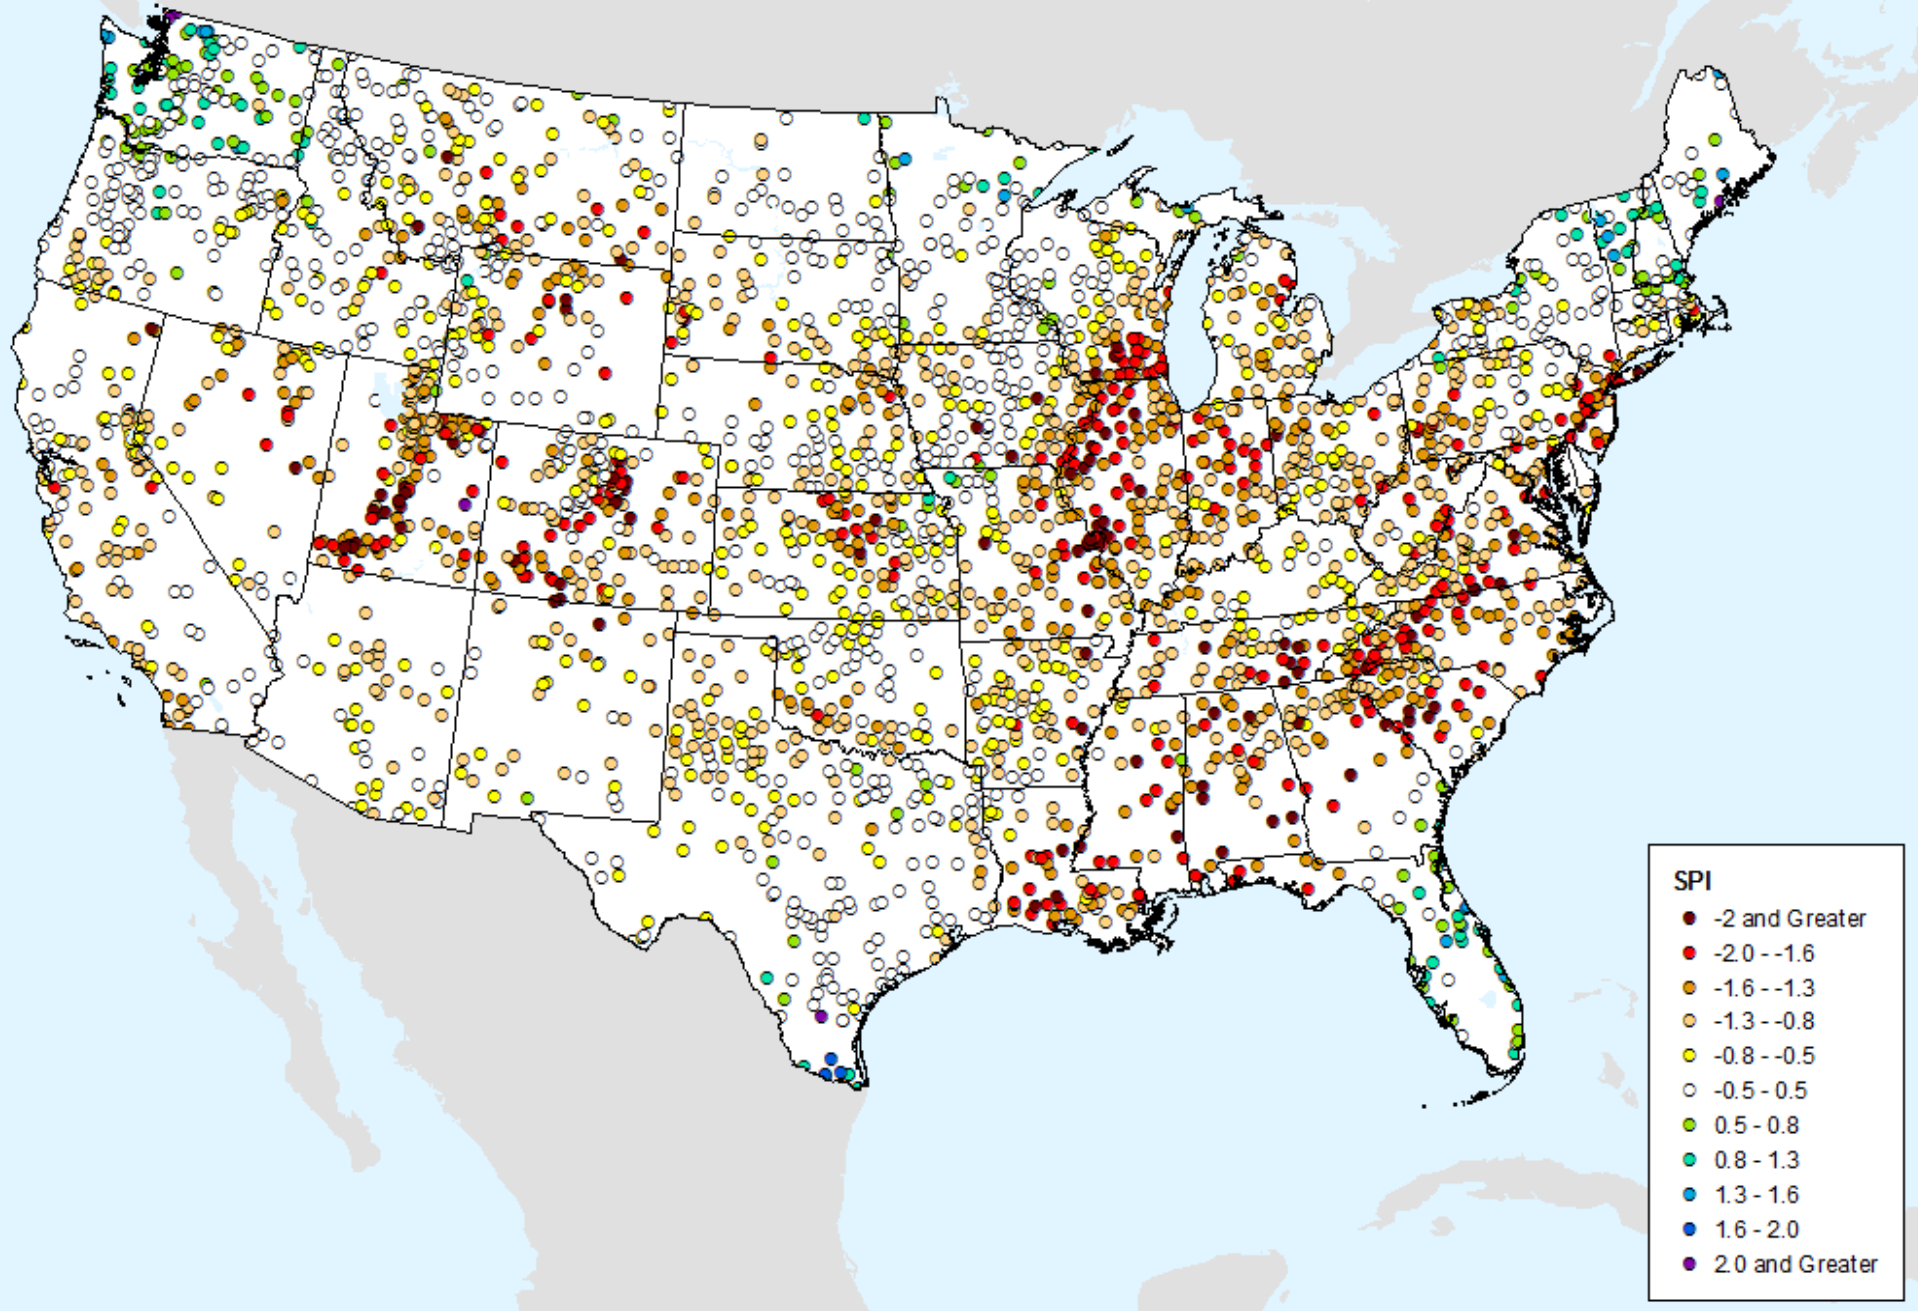 SPI
-2 and Greater
-2.0 - -1.6
-1.6 - -1.3
-1.3 - -0.8
-0.8 - -0.5
-0.5 - 0.5
0.5 - 0.8
0.8 - 1.3
1.3 - 1.6
1.6 - 2.0
2.0 and Greater